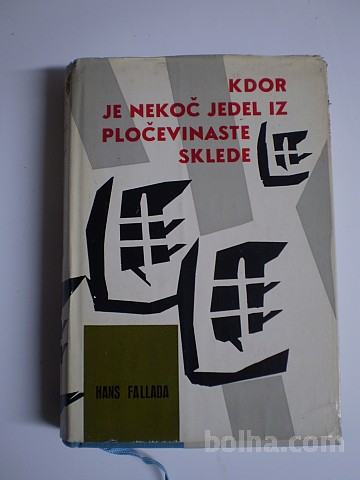 KDOR
JE NEKOČ JEDEL IZ
PLOČEVINASTE
SKLEDE
HANS FALLADA
bolha.com